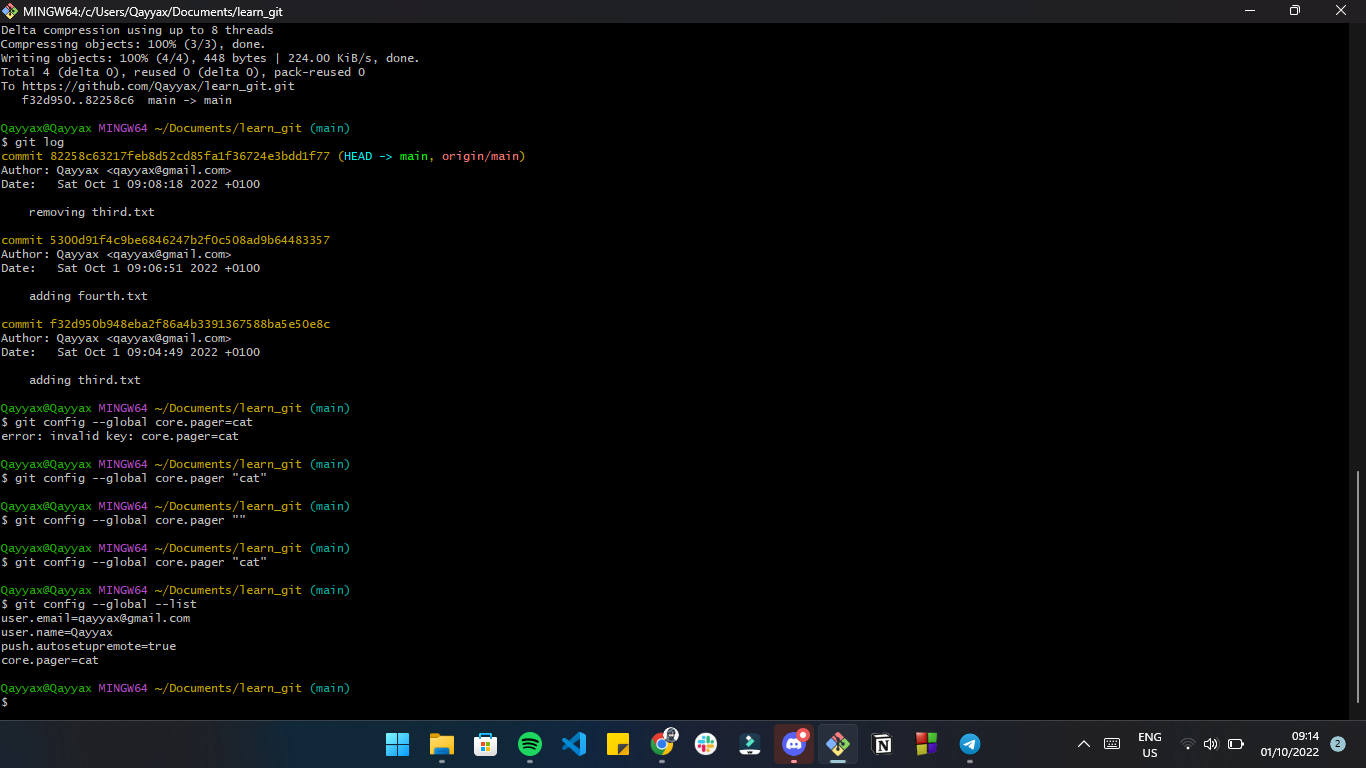 MINGW64:/c/Users/Qayyax/Documents/learn_git
Delta compression using up to 8 threads
Compressing objects: 100% (3/3), done.
Writing objects: 100% (4/4), 448 bytes | 224.00 KiB/s, done.
Total 4 (delta 0), reused 0 (delta 0), pack-reused 0
To https://github.com/Qayyax/learn_git.git
   f32d950..82258c6  main -> main

Qayyax@Qayyax MINGW64 ~/Documents/learn_git (main)
$ git log
commit 82258c63217feb8d52cd85fa1f36724e3bdd1f77 (HEAD -> main, origin/main)
Author: Qayyax <qayyax@gmail.com>
Date:   Sat Oct 1 09:08:18 2022 +0100

    removing third.txt

commit 5300d91f4c9be6846247b2f0c508ad9b64483357
Author: Qayyax <qayyax@gmail.com>
Date:   Sat Oct 1 09:06:51 2022 +0100

    adding fourth.txt

commit f32d950b948eba2f86a4b3391367588ba5e50e8c
Author: Qayyax <qayyax@gmail.com>
Date:   Sat Oct 1 09:04:49 2022 +0100

    adding third.txt

Qayyax@Qayyax MINGW64 ~/Documents/learn_git (main)
$ git config --global core.pager=cat
error: invalid key: core.pager=cat

Qayyax@Qayyax MINGW64 ~/Documents/learn_git (main)
$ git config --global core.pager "cat"

Qayyax@Qayyax MINGW64 ~/Documents/learn_git (main)
$ git config --global core.pager ""

Qayyax@Qayyax MINGW64 ~/Documents/learn_git (main)
$ git config --global core.pager "cat"

Qayyax@Qayyax MINGW64 ~/Documents/learn_git (main)
$ git config --global --list
user.email=qayyax@gmail.com
user.name=Qayyax
push.autosetupremote=true
core.pager=cat

Qayyax@Qayyax MINGW64 ~/Documents/learn_git (main)
$
ENG
US
09:14
01/10/2022
2